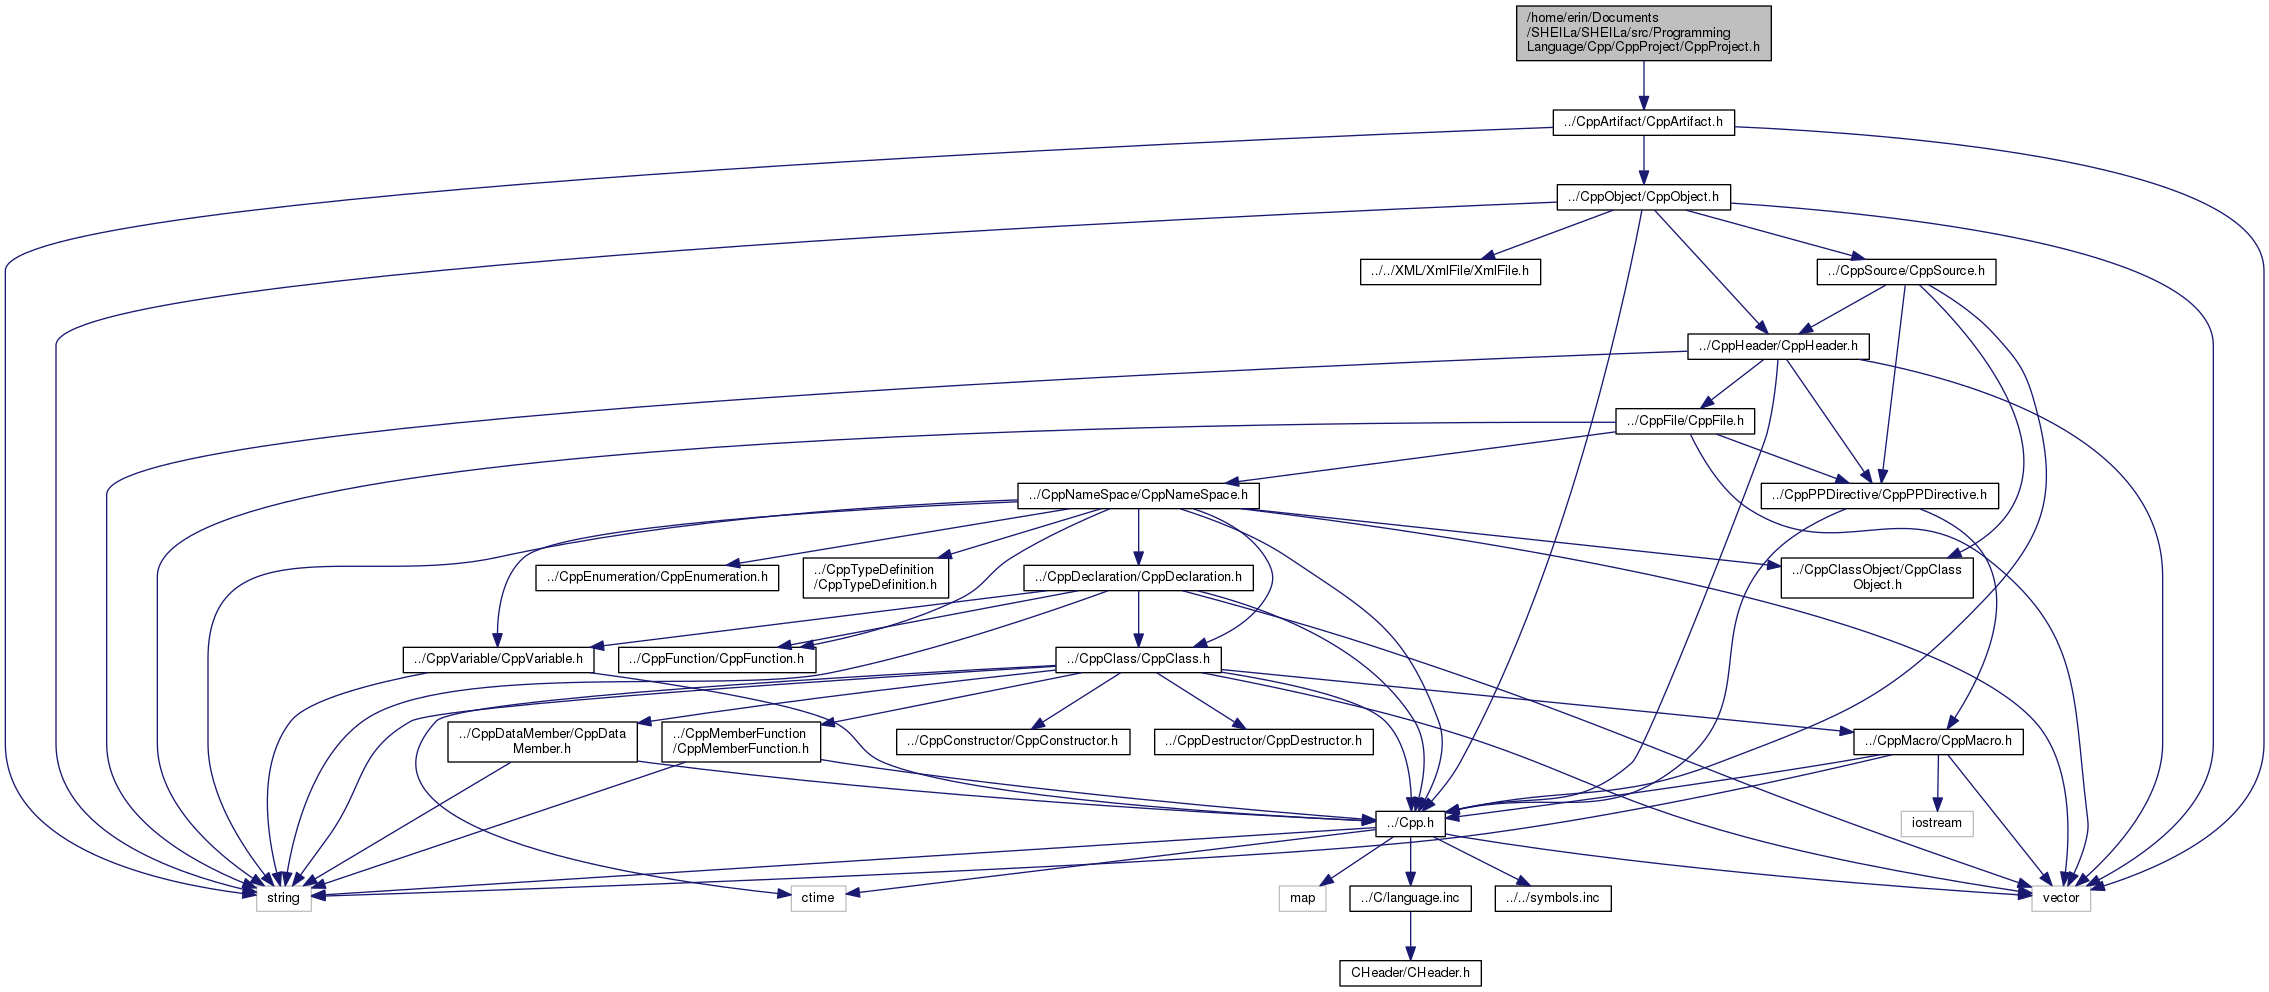 /home/erin/Documents
/SHEILa/SHEILa/src/Programming
Language/Cpp/CppProject/CppProject.h
../CppArtifact/CppArtifact.h
../CppObject/CppObject.h
../../XML/XmlFile/XmlFile.h
../CppSource/CppSource.h
../CppHeader/CppHeader.h
../CppFile/CppFile.h
../CppNameSpace/CppNameSpace.h
../CppPPDirective/CppPPDirective.h
../CppEnumeration/CppEnumeration.h
../CppTypeDefinition
/CppTypeDefinition.h
../CppDeclaration/CppDeclaration.h
../CppClassObject/CppClass
Object.h
../CppVariable/CppVariable.h
../CppFunction/CppFunction.h
../CppClass/CppClass.h
../CppDataMember/CppData
Member.h
../CppMemberFunction
/CppMemberFunction.h
../CppConstructor/CppConstructor.h
../CppDestructor/CppDestructor.h
../CppMacro/CppMacro.h
../Cpp.h
iostream
string
ctime
map
../C/language.inc
../../symbols.inc
vector
CHeader/CHeader.h